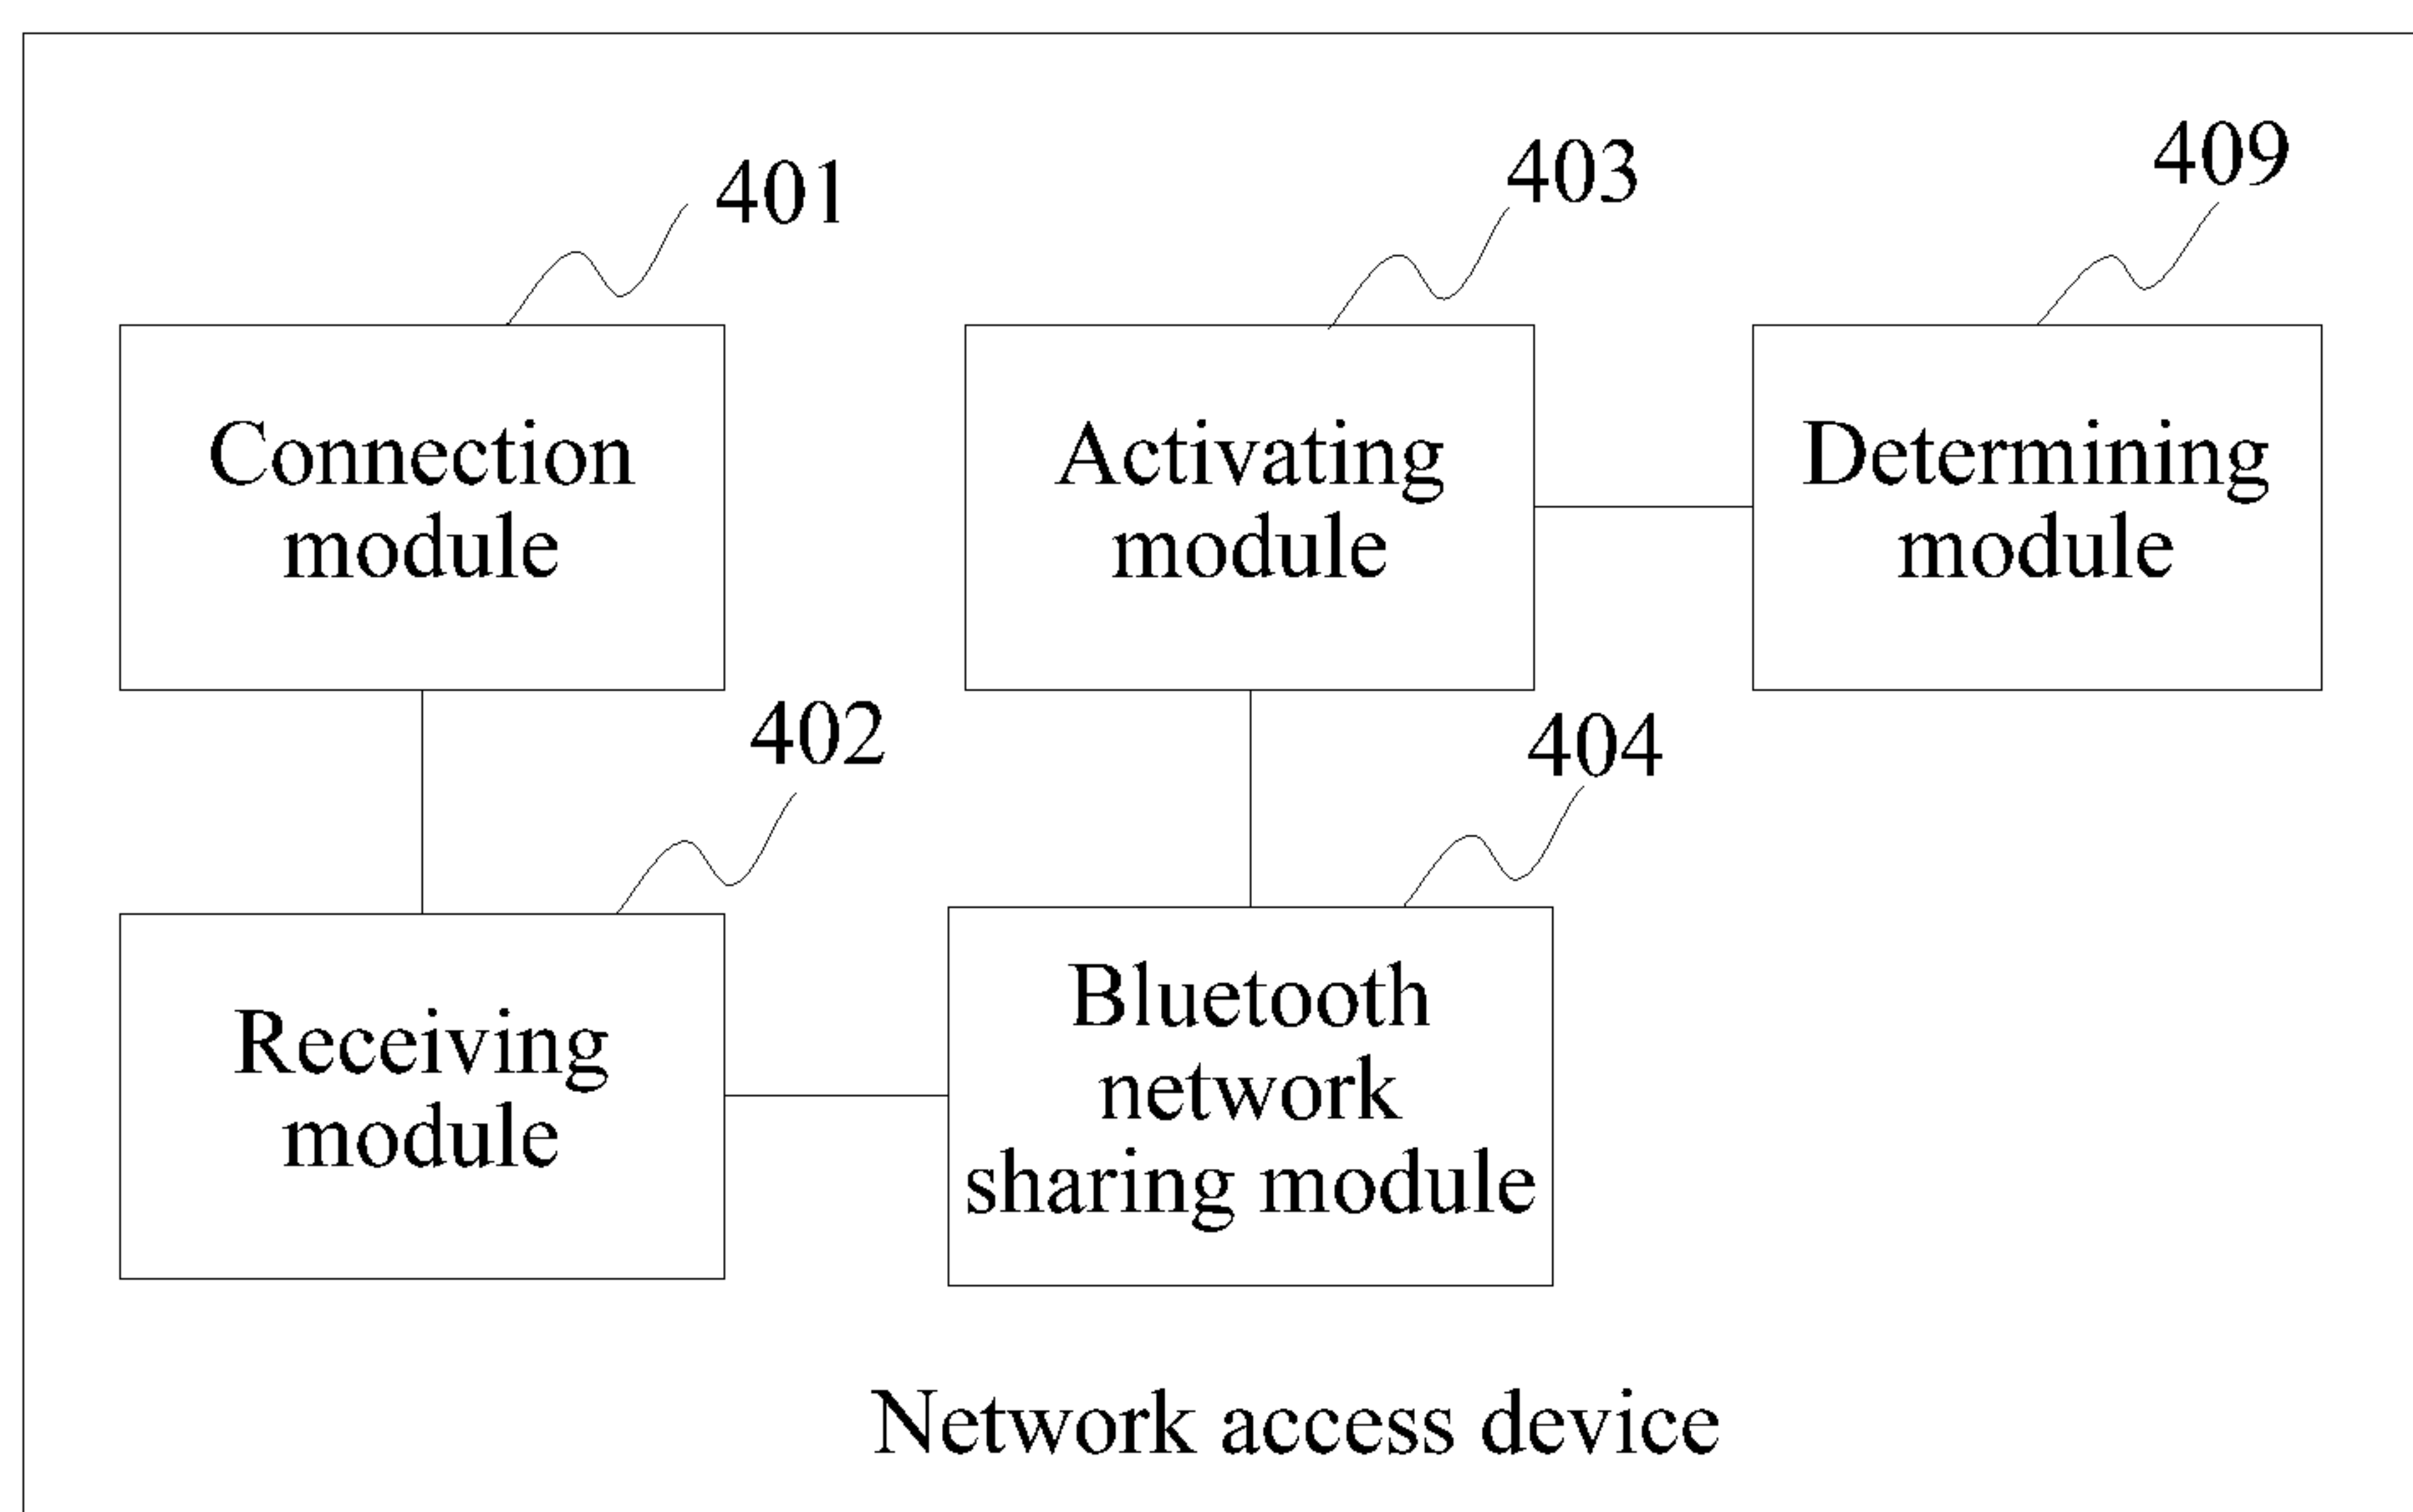 401
403
409
Connection
module
Activating
module
Determining
module
402
404
Receiving
module
Bluetooth
network
sharing module
Network access device